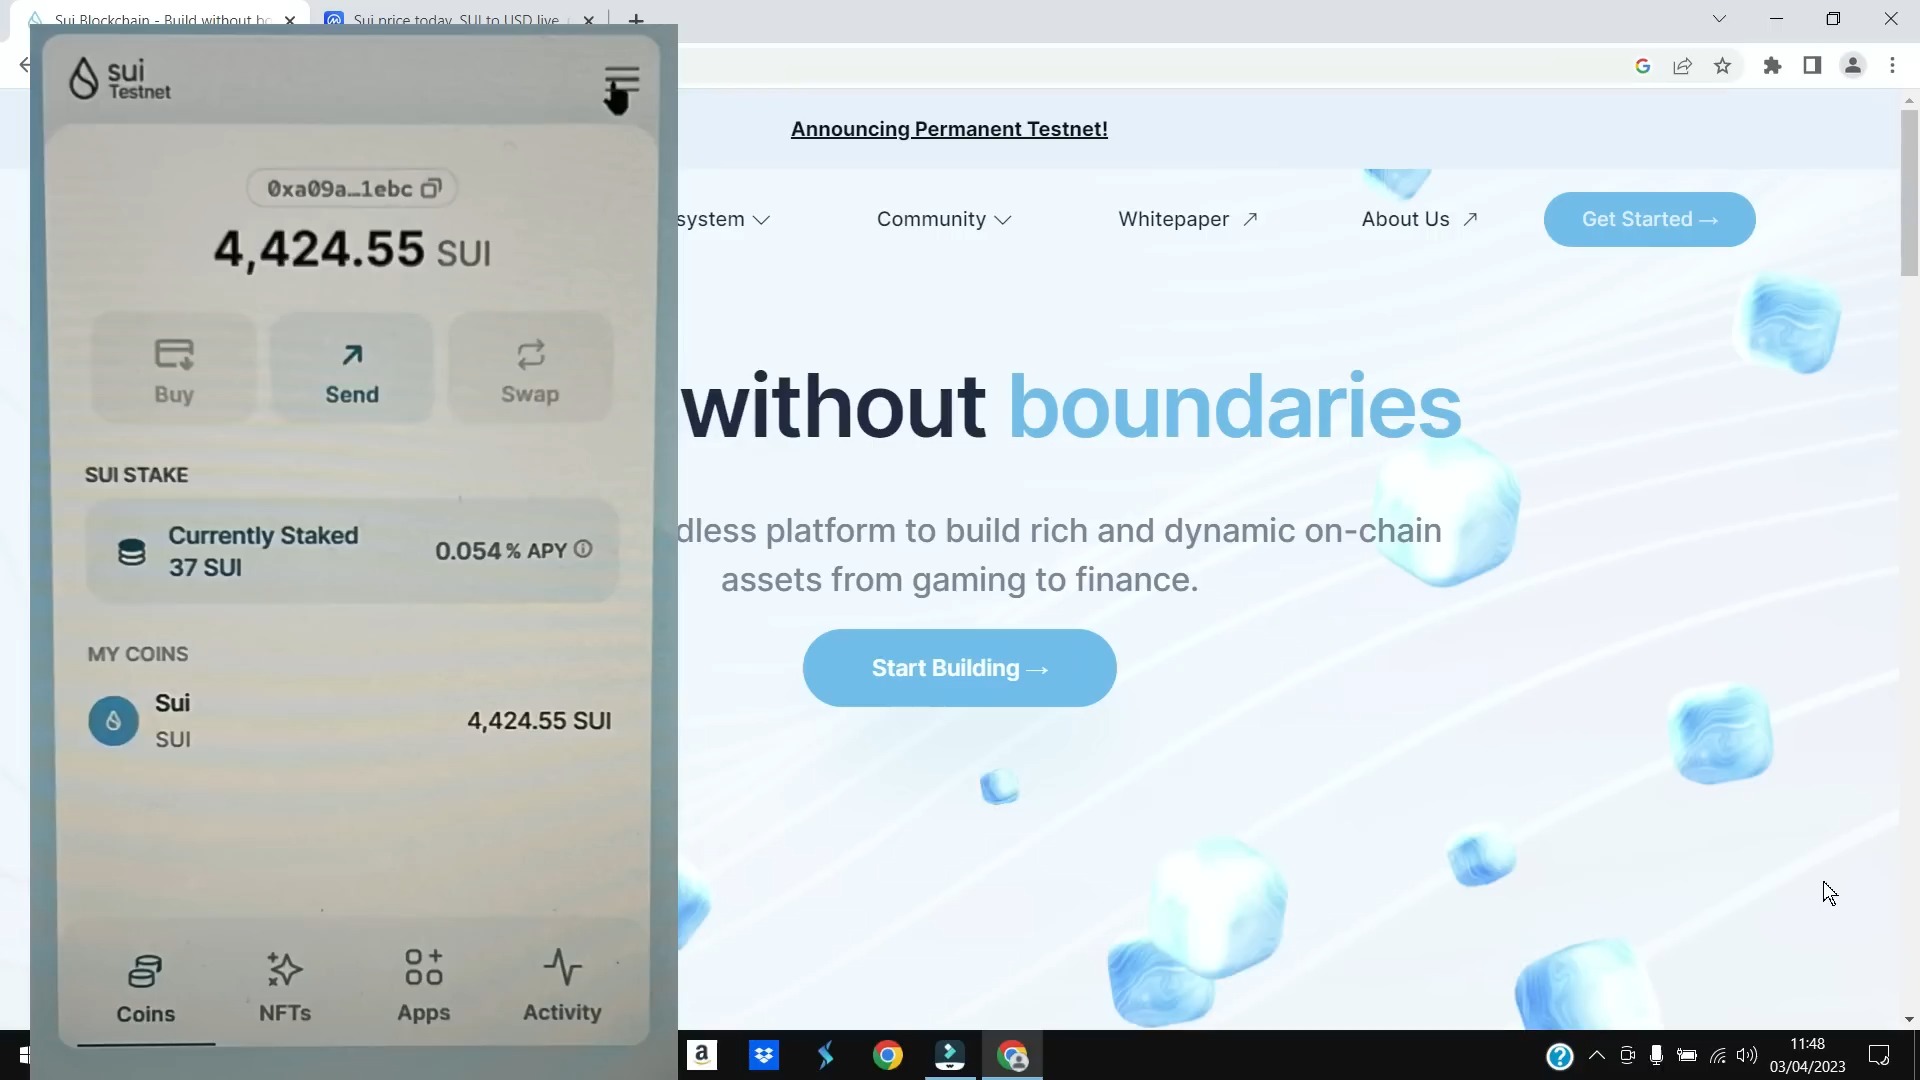 Sui Blockchain - Build without bo
Sui price today, SUI to USD live,
sui
Testnet
0xa09a…1ebc
4,424.55 SUI
Buy
Send
Swap
SUI STAKE
Currently Staked
37 SUI
0.054 % APY
MY COINS
Sui
SUI
4,424.55 SUI
Coins
NFTs
Apps
Activity
Announcing Permanent Testnet!
system
Community
Whitepaper ↗
About Us ↗
Get Started →
without boundaries
dless platform to build rich and dynamic on-chain
assets from gaming to finance.
Start Building →
11:48
03/04/2023